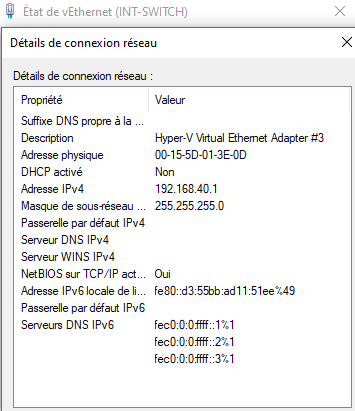 État de vEthernet (INT-SWITCH)
Détails de connexion réseau
Détails de connexion réseau :
Propriété Valeur
Suffixe DNS propre à la ...
Description Hyper-V Virtual Ethernet Adapter #3
Adresse physique 00-15-5D-01-3E-0D
DHCP activé Non
Adresse IPv4 192.168.40.1
Masque de sous-réseau ... 255.255.255.0
Passerelle par défaut IPv4
Serveur DNS IPv4
Serveur WINS IPv4
NetBIOS sur TCP/IP act... Oui
Adresse IPv6 locale de li... fe80::d3:55bb:ad11:51ee%49
Passerelle par défaut IPv6
Serveurs DNS IPv6 fec0:0:0:ffff::1%1
fec0:0:0:ffff::2%1
fec0:0:0:ffff::3%1